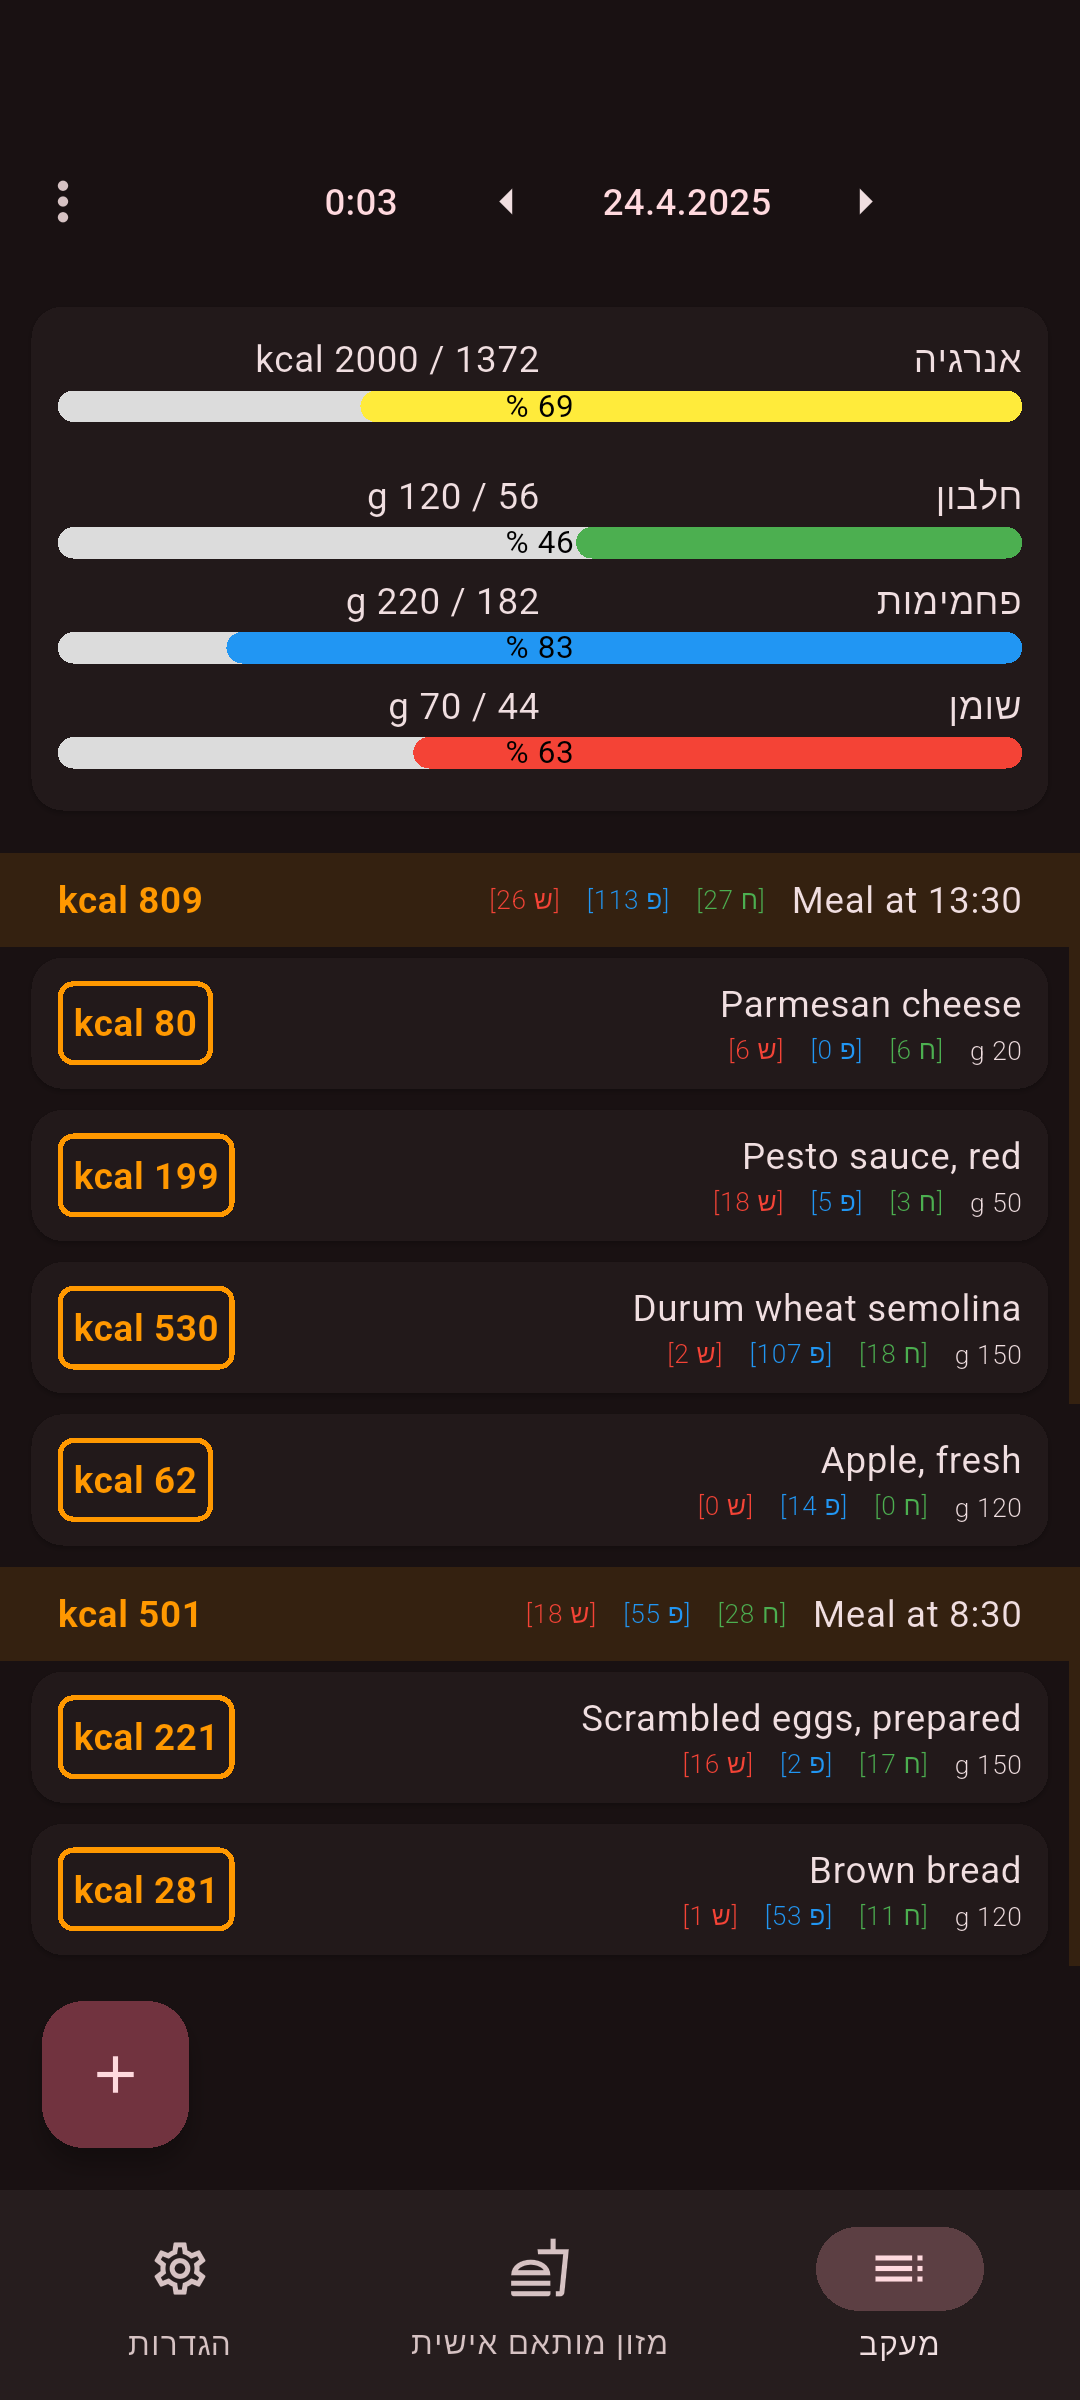 0:03 24.4.2025
אנרגיה kcal 2000 / 1372
% 69
חלבון g 120 / 56
% 46
פחמימות g 220 / 182
% 83
שומן g 70 / 44
% 63
Meal at 13:30 [ח 27] [פ 113] [ש 26] kcal 809
Parmesan cheese
g 20 [ח 6] [פ 0] [ש 6]
kcal 80
Pesto sauce, red
g 50 [ח 3] [פ 5] [ש 18]
kcal 199
Durum wheat semolina
g 150 [ח 18] [פ 107] [ש 2]
kcal 530
Apple, fresh
g 120 [ח 0] [פ 14] [ש 0]
kcal 62
Meal at 8:30 [ח 28] [פ 55] [ש 18] kcal 501
Scrambled eggs, prepared
g 150 [ח 17] [פ 2] [ש 16]
kcal 221
Brown bread
g 120 [ח 11] [פ 53] [ש 1]
kcal 281
מעקב
מזון מותאם אישית
הגדרות